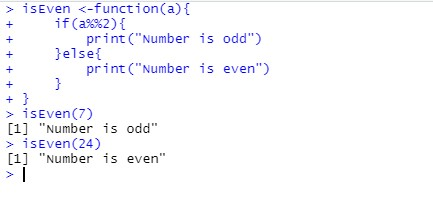 > isEven <-function(a){
+     if(a%%2){
+         print("Number is odd")
+     }else{
+         print("Number is even")
+     }
+ }
> isEven(7)
[1] "Number is odd"
> isEven(24)
[1] "Number is even"
>